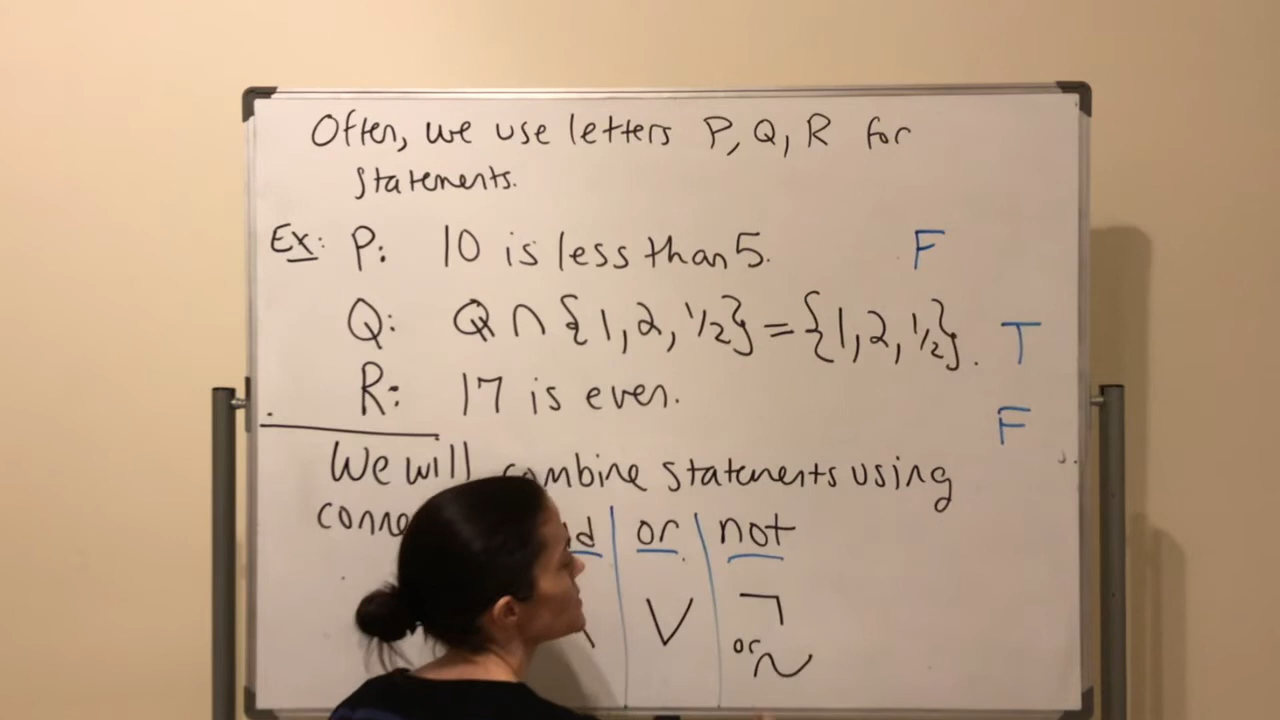 Often, we use letters P, Q, R for
statements.
Ex: P: 10 is less than 5. F
Q: ℚ ∩ {1, 2, 1/2} = {1, 2, 1/2}. T
R: 17 is even. F
We will combine statements using
or | not
∨ | ¬
or ~